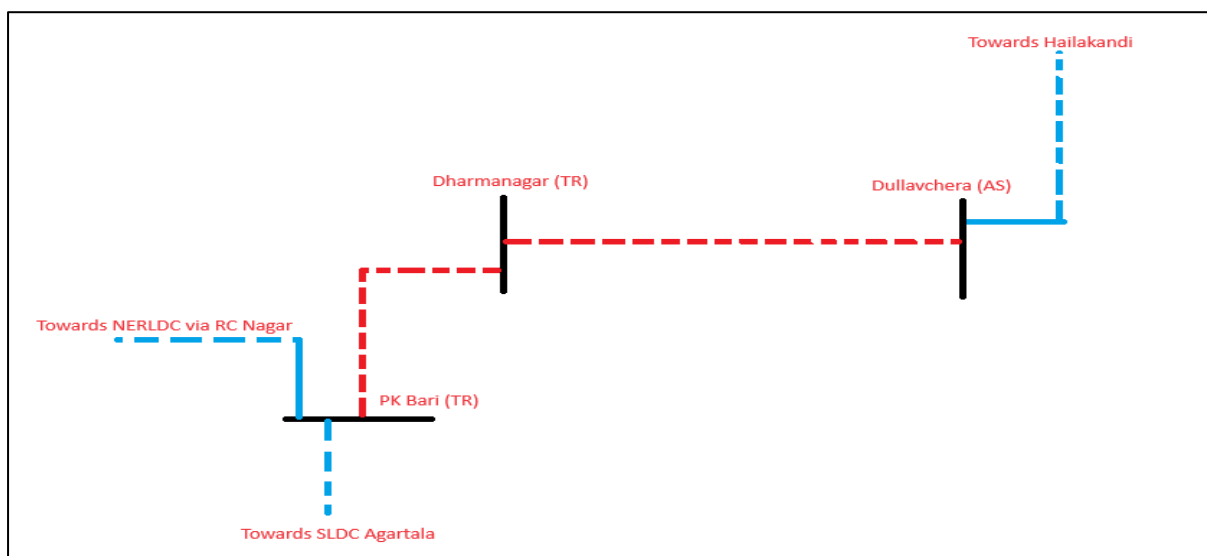 Towards Hailakandi
Dharmanagar (TR)
Dullavchera (AS)
Towards NERLDC via RC Nagar
PK Bari (TR)
Towards SLDC Agartala